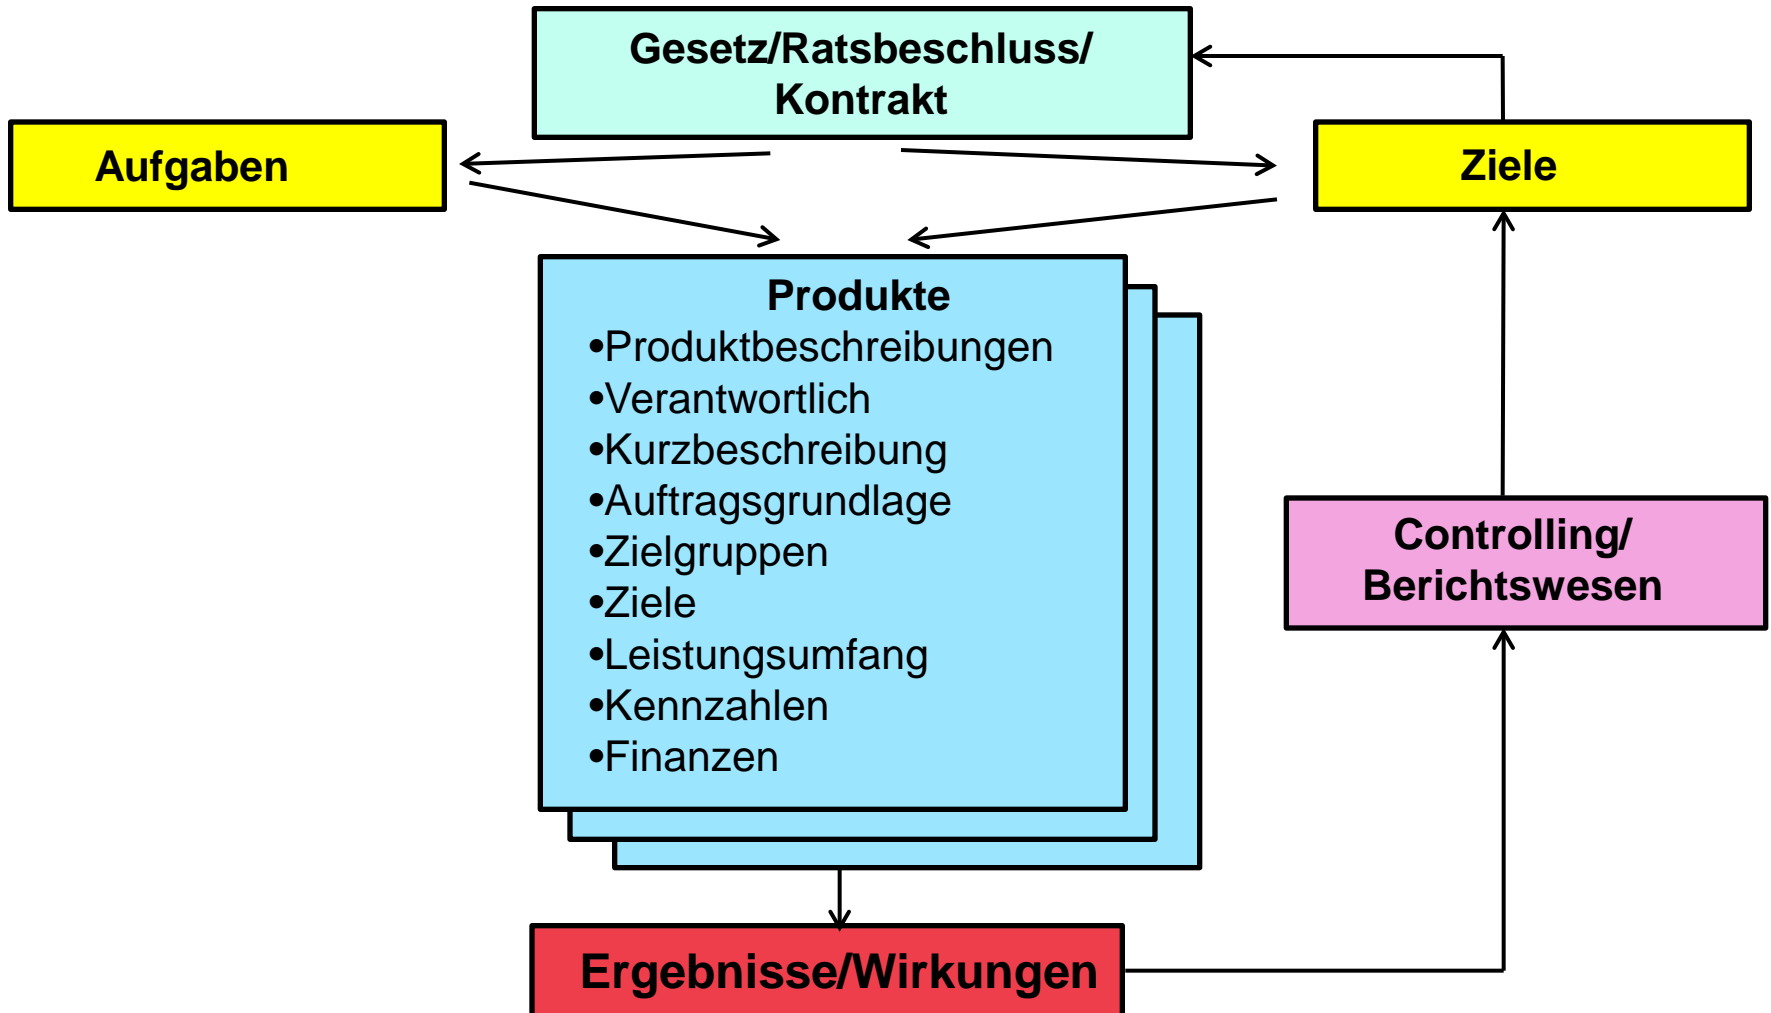 Gesetz/Ratsbeschluss/
Kontrakt
Aufgaben
Ziele
Produkte
•Produktbeschreibungen
•Verantwortlich
•Kurzbeschreibung
•Auftragsgrundlage
•Zielgruppen
•Ziele
•Leistungsumfang
•Kennzahlen
•Finanzen
Controlling/
Berichtswesen
Ergebnisse/Wirkungen